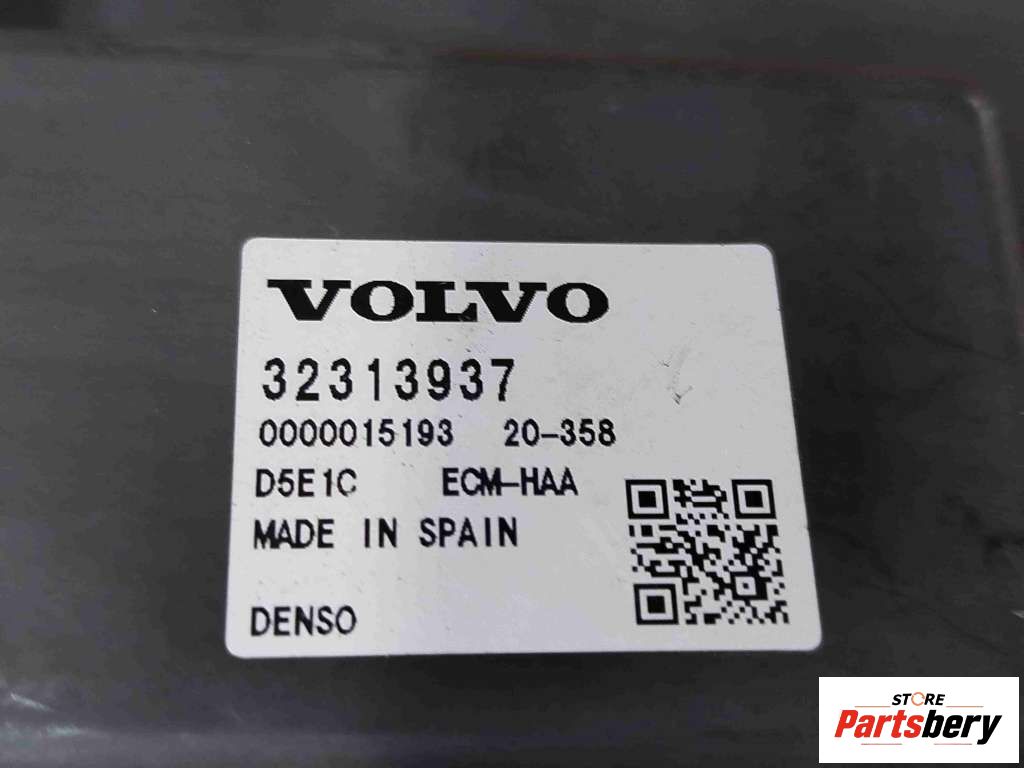 VOLVO
32313937
0000015193 20-358
D5E1C ECM-HAA
MADE IN SPAIN
DENSO
STORE
Partsbery